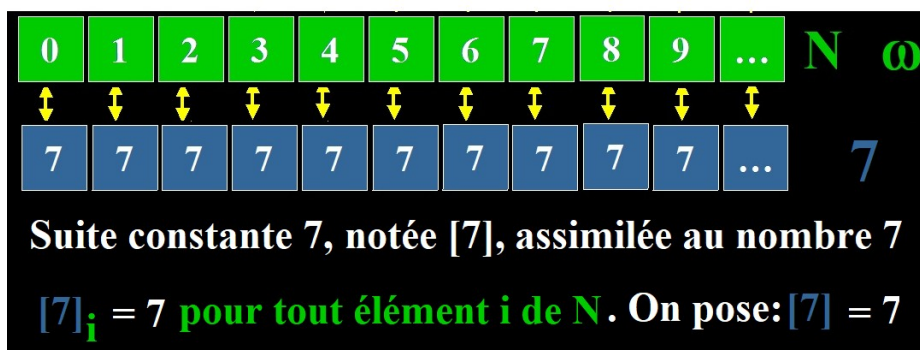 0 1 2 3 4 5 6 7 8 9 ... N ω
7 7 7 7 7 7 7 7 7 7 ... 7
Suite constante 7, notée [7], assimilée au nombre 7
[7]i = 7 pour tout élément i de N. On pose: [7] = 7